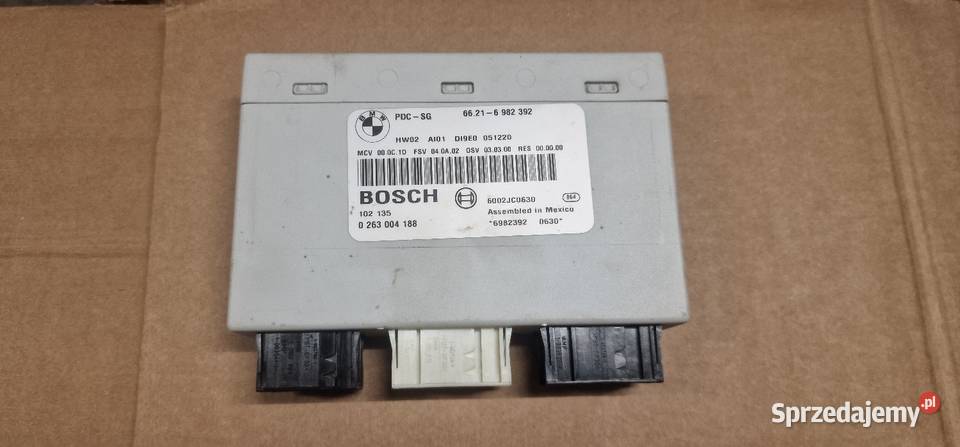 BMW
PDC-SG 66.21-6 982 392
HW02 AI01 DI9E0 051220
MCV 00.0C.1D FSV 04.0A.02 OSV 03.03.00 RES 00.00.00
BOSCH
6002JC0630
864
102 135
Assembled in Mexico
0 263 004 188
*6982392 0630*
Sprzedajemy.pl